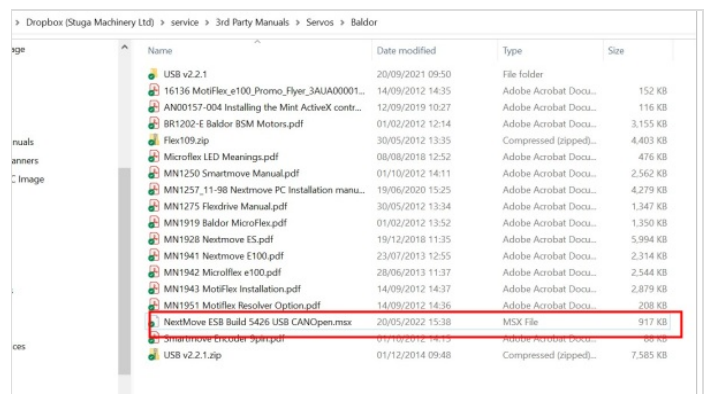 > Dropbox (Stuga Machinery Ltd) > service > 3rd Party Manuals > Servos > Baldor
Name Date modified Type Size
USB v2.2.1 20/09/2021 09:50 File folder
16136 MotiFlex_e100_Promo_Flyer_3AUA00001... 14/09/2012 14:35 Adobe Acrobat Docu... 152 KB
AN00157-004 Installing the Mint ActiveX contr... 12/09/2019 10:27 Adobe Acrobat Docu... 116 KB
BR1202-E Baldor BSM Motors.pdf 01/02/2012 12:14 Adobe Acrobat Docu... 3,155 KB
nuals Flex109.zip 30/05/2012 13:35 Compressed (zipped)... 4,403 KB
anners Microflex LED Meanings.pdf 08/08/2018 12:52 Adobe Acrobat Docu... 476 KB
Image MN1250 Smartmove Manual.pdf 01/10/2012 14:11 Adobe Acrobat Docu... 2,562 KB
MN1257_11-98 Nextmove PC Installation manu... 19/06/2020 15:25 Adobe Acrobat Docu... 4,279 KB
MN1275 Flexdrive Manual.pdf 30/05/2012 13:34 Adobe Acrobat Docu... 1,347 KB
MN1919 Baldor MicroFlex.pdf 01/02/2012 13:52 Adobe Acrobat Docu... 1,350 KB
MN1928 Nextmove ES.pdf 19/12/2018 11:35 Adobe Acrobat Docu... 5,994 KB
MN1941 Nextmove E100.pdf 23/07/2013 12:55 Adobe Acrobat Docu... 2,314 KB
MN1942 Microlflex e100.pdf 28/06/2013 11:37 Adobe Acrobat Docu... 2,544 KB
MN1943 MotiFlex Installation.pdf 14/09/2012 14:37 Adobe Acrobat Docu... 2,879 KB
MN1951 Motiflex Resolver Option.pdf 14/09/2012 14:36 Adobe Acrobat Docu... 208 KB
NextMove ESB Build 5426 USB CANOpen.msx 20/05/2022 15:38 MSX File 917 KB
Smartmove Encoder 9pin.pdf 01/10/2012 14:15 Adobe Acrobat Docu... 88 KB
ces USB v2.2.1.zip 01/12/2014 09:48 Compressed (zipped)... 7,585 KB